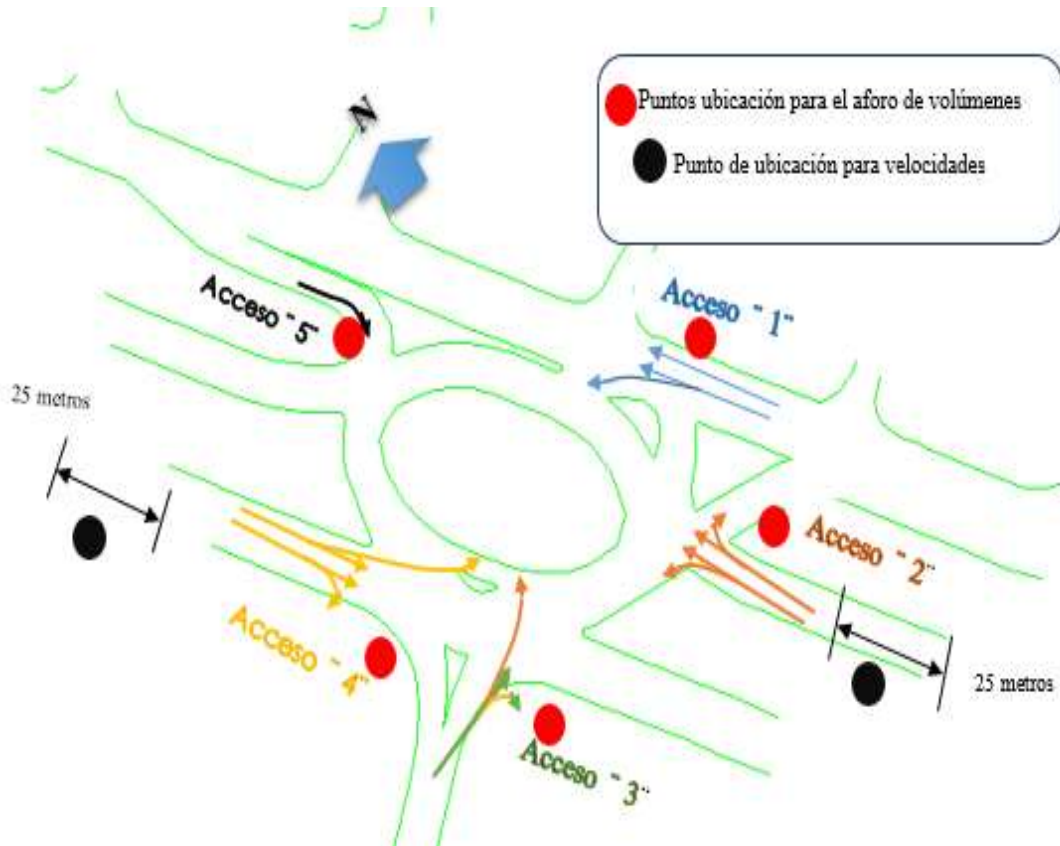 N
Puntos ubicación para el aforo de volúmenes
Punto de ubicación para velocidades
Acceso ¨ 1¨
Acceso ¨ 5¨
25 metros
Acceso ¨ 2¨
Acceso ¨ 4¨
25 metros
Acceso ¨ 3¨